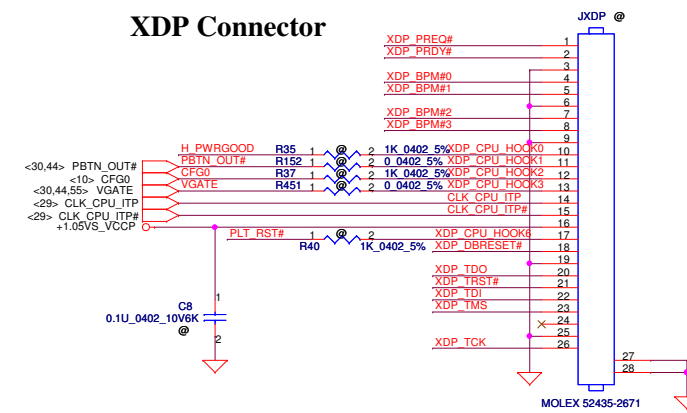 XDP Connector
JXDP @
XDP_PREQ# 1
XDP_PRDY# 2
3
XDP_BPM#0 4
XDP_BPM#1 5
6
XDP_BPM#2 7
XDP_BPM#3 8
9
H_PWRGOOD R35 1 @ 2 1K_0402_5% XDP_CPU_HOOK0 10
<30,44> PBTN_OUT# PBTN_OUT# R152 1 @ 2 0_0402_5% XDP_CPU_HOOK1 11
<10> CFG0 CFG0 R37 1 @ 2 1K_0402_5% XDP_CPU_HOOK2 12
<30,44,55> VGATE VGATE R451 1 @ 2 0_0402_5% XDP_CPU_HOOK3 13
<29> CLK_CPU_ITP CLK_CPU_ITP 14
<29> CLK_CPU_ITP# CLK_CPU_ITP# 15
+1.05VS_VCCP 16
PLT_RST# 1 @ 2 XDP_CPU_HOOK6 17
R40 1K_0402_5% XDP_DBRESET# 18
19
XDP_TDO 20
XDP_TRST# 21
XDP_TDI 22
XDP_TMS 23
24
25
XDP_TCK 26
1
C8
0.1U_0402_10V6K
@
2
27
28
MOLEX 52435-2671